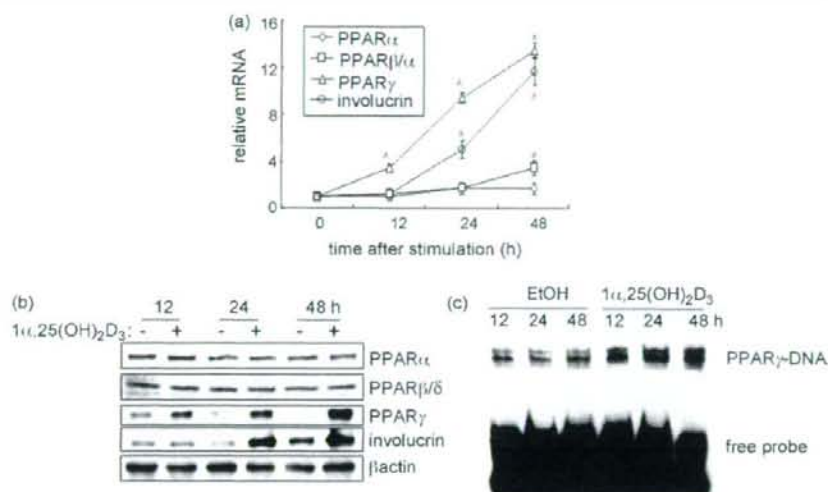 (a)
16
12
8
4
0
relative mRNA
PPARα
PPARβ/α
PPARγ
involucrin
0 12 24 48
time after stimulation (h)
(b)
12 24 48 h
1α,25(OH)₂D₃: - + - + - +
PPARα
PPARβ/δ
PPARγ
involucrin
βactin
(c)
EtOH 1α,25(OH)₂D₃
12 24 48 12 24 48 h
PPARγ-DNA
free probe